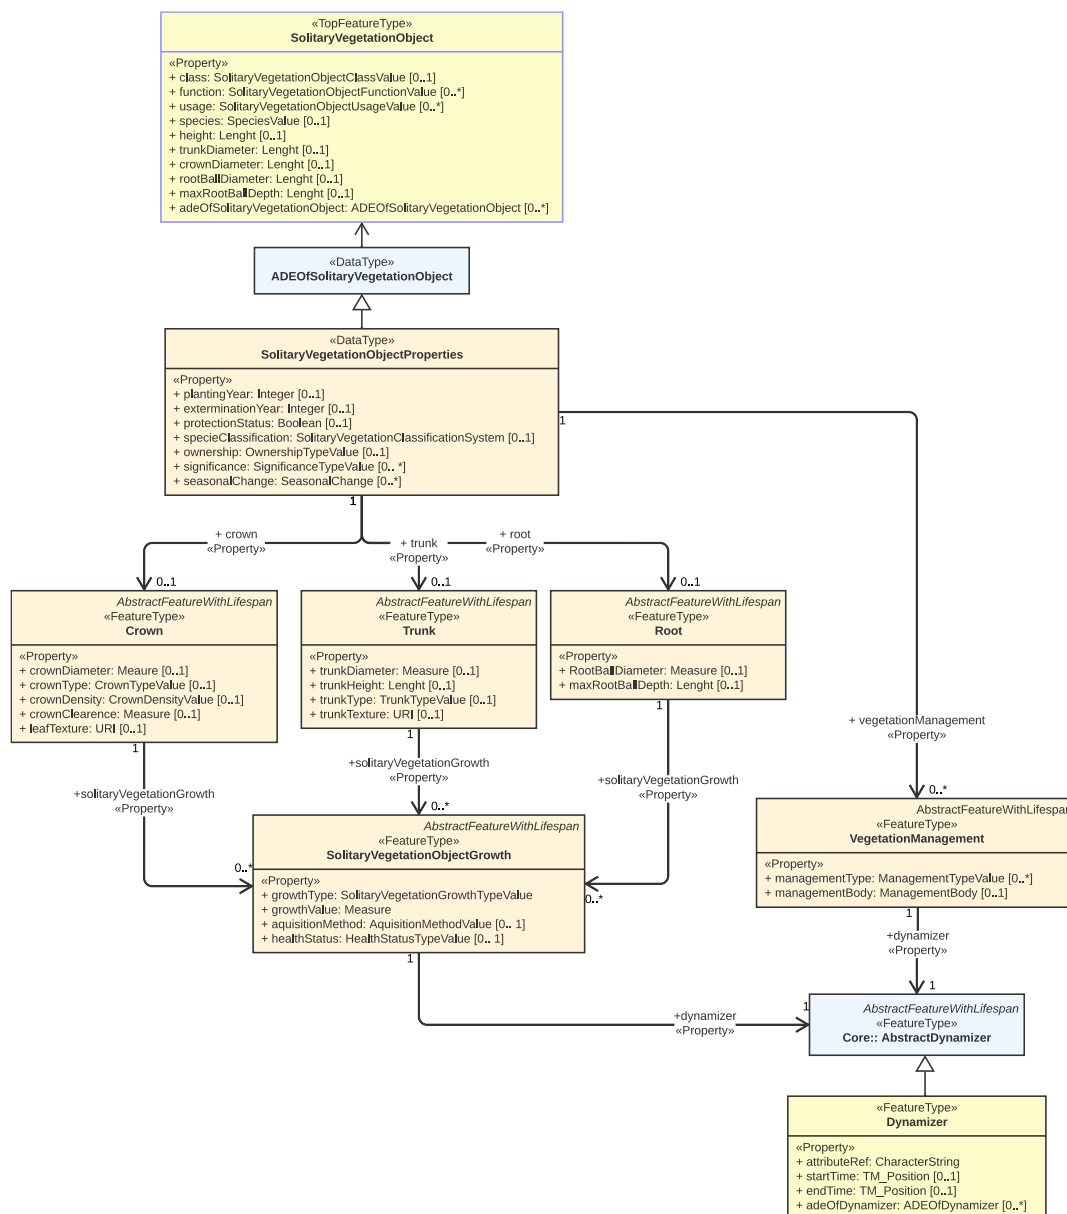 «TopFeatureType»
SolitaryVegetationObject
«Property»
+ class: SolitaryVegetationObjectClassValue [0..1]
+ function: SolitaryVegetationObjectFunctionValue [0..*]
+ usage: SolitaryVegetationObjectUsageValue [0..*]
+ species: SpeciesValue [0..1]
+ height: Lenght [0..1]
+ trunkDiameter: Lenght [0..1]
+ crownDiameter: Lenght [0..1]
+ rootBallDiameter: Lenght [0..1]
+ maxRootBallDepth: Lenght [0..1]
+ adeOfSolitaryVegetationObject: ADEOfSolitaryVegetationObject [0..*]
«DataType»
ADEOfSolitaryVegetationObject
«DataType»
SolitaryVegetationObjectProperties
«Property»
+ plantingYear: Integer [0..1]
+ exterminationYear: Integer [0..1]
+ protectionStatus: Boolean [0..1]
+ specieClassification: SolitaryVegetationClassificationSystem [0..1]
+ ownership: OwnershipTypeValue [0..1]
+ significance: SignificanceTypeValue [0.. *]
+ seasonalChange: SeasonalChange [0..*]
1
1
+ crown
«Property»
+ trunk
«Property»
+ root
«Property»
0..1
0..1
0..1
AbstractFeatureWithLifespan
«FeatureType»
Crown
«Property»
+ crownDiameter: Meaure [0..1]
+ crownType: CrownTypeValue [0..1]
+ crownDensity: CrownDensityValue [0..1]
+ crownClearence: Measure [0..1]
+ leafTexture: URI [0..1]
1
AbstractFeatureWithLifespan
«FeatureType»
Trunk
«Property»
+ trunkDiameter: Measure [0..1]
+ trunkHeight: Lenght [0..1]
+ trunkType: TrunkTypeValue [0..1]
+ trunkTexture: URI [0..1]
1
AbstractFeatureWithLifespan
«FeatureType»
Root
«Property»
+ RootBallDiameter: Measure [0..1]
+ maxRootBallDepth: Lenght [0..1]
1
+ vegetationManagement
«Property»
0..*
+solitaryVegetationGrowth
«Property»
+solitaryVegetationGrowth
«Property»
+solitaryVegetationGrowth
«Property»
0..*
0..*
0..*
AbstractFeatureWithLifespan
«FeatureType»
SolitaryVegetationObjectGrowth
«Property»
+ growthType: SolitaryVegetationGrowthTypeValue
+ growthValue: Measure
+ aquisitionMethod: AquisitionMethodValue [0.. 1]
+ healthStatus: HealthStatusTypeValue [0.. 1]
1
AbstractFeatureWithLifespan
«FeatureType»
VegetationManagement
«Property»
+ managementType: ManagementTypeValue [0..*]
+ managementBody: ManagementBody [0..1]
1
+dynamizer
«Property»
1
+dynamizer
«Property»
1
AbstractFeatureWithLifespan
«FeatureType»
Core:: AbstractDynamizer
«FeatureType»
Dynamizer
«Property»
+ attributeRef: CharacterString
+ startTime: TM_Position [0..1]
+ endTime: TM_Position [0..1]
+ adeOfDynamizer: ADEOfDynamizer [0..*]